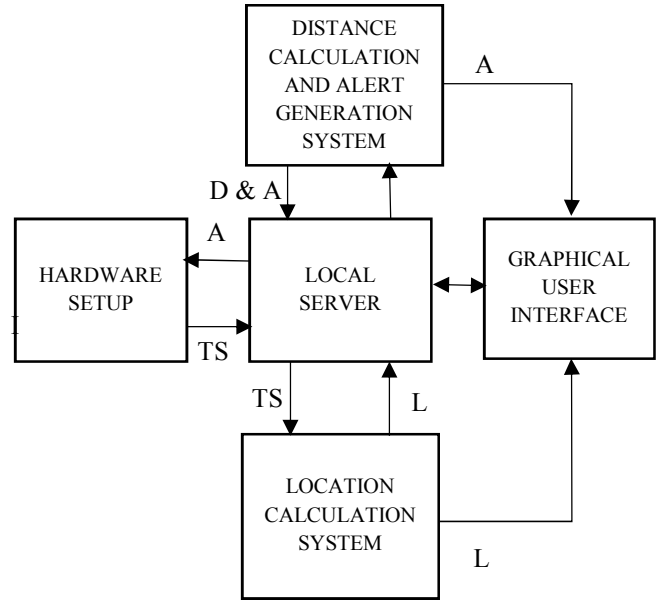 DISTANCE
CALCULATION
AND ALERT
GENERATION
SYSTEM
A
D & A
A
HARDWARE
SETUP
LOCAL
SERVER
GRAPHICAL
USER
INTERFACE
I
TS
TS
L
LOCATION
CALCULATION
SYSTEM
L